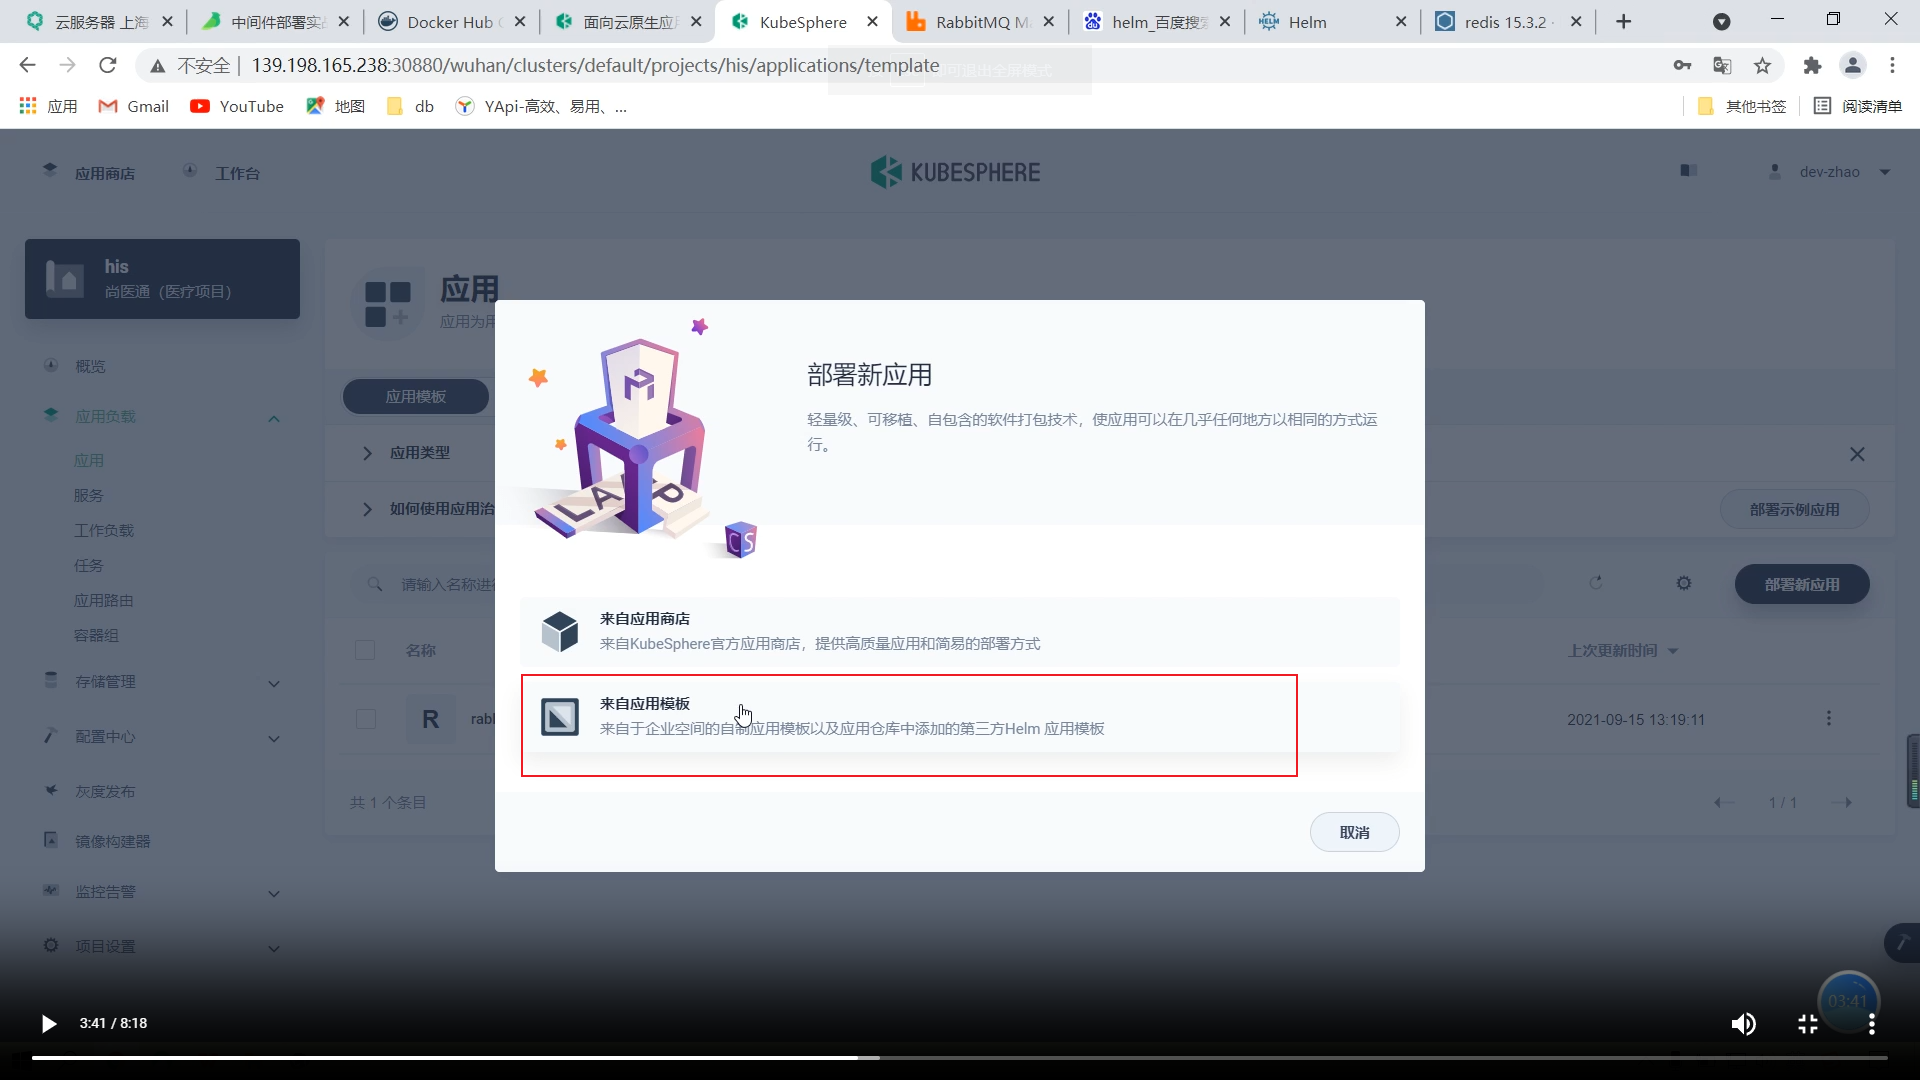 云服务器 上海
中间件部署实战
Docker Hub
面向云原生应
KubeSphere
RabbitMQ M
helm_百度搜
Helm
redis 15.3.2
不安全
139.198.165.238:30880/wuhan/clusters/default/projects/his/applications/template
即可退出全屏模式
应用
Gmail
YouTube
地图
db
YApi-高效、易用、...
其他书签
阅读清单
应用商店
工作台
KUBESPHERE
dev-zhao
his
尚医通（医疗项目）
概览
应用负载
应用
服务
工作负载
任务
应用路由
容器组
存储管理
配置中心
灰度发布
镜像构建器
监控告警
项目设置
应用
应用为用
应用模板
应用类型
如何使用应用治
部署示例应用
请输入名称进行
部署新应用
名称
上次更新时间
R
rabl
2021-09-15 13:19:11
共 1 个条目
1 / 1
部署新应用
轻量级、可移植、自包含的软件打包技术，使应用可以在几乎任何地方以相同的方式运
行。
LAPP
CS
来自应用商店
来自KubeSphere官方应用商店，提供高质量应用和简易的部署方式
来自应用模板
来自于企业空间的自制应用模板以及应用仓库中添加的第三方Helm 应用模板
取消
03:41
3:41 / 8:18